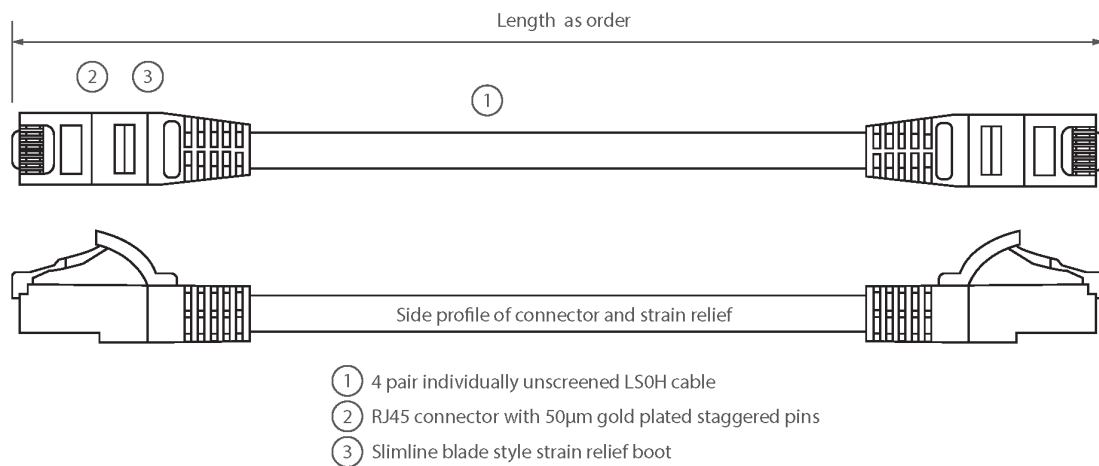 Length as order
2 3
1
Side profile of connector and strain relief
1 4 pair individually unscreened LS0H cable
2 RJ45 connector with 50µm gold plated staggered pins
3 Slimline blade style strain relief boot